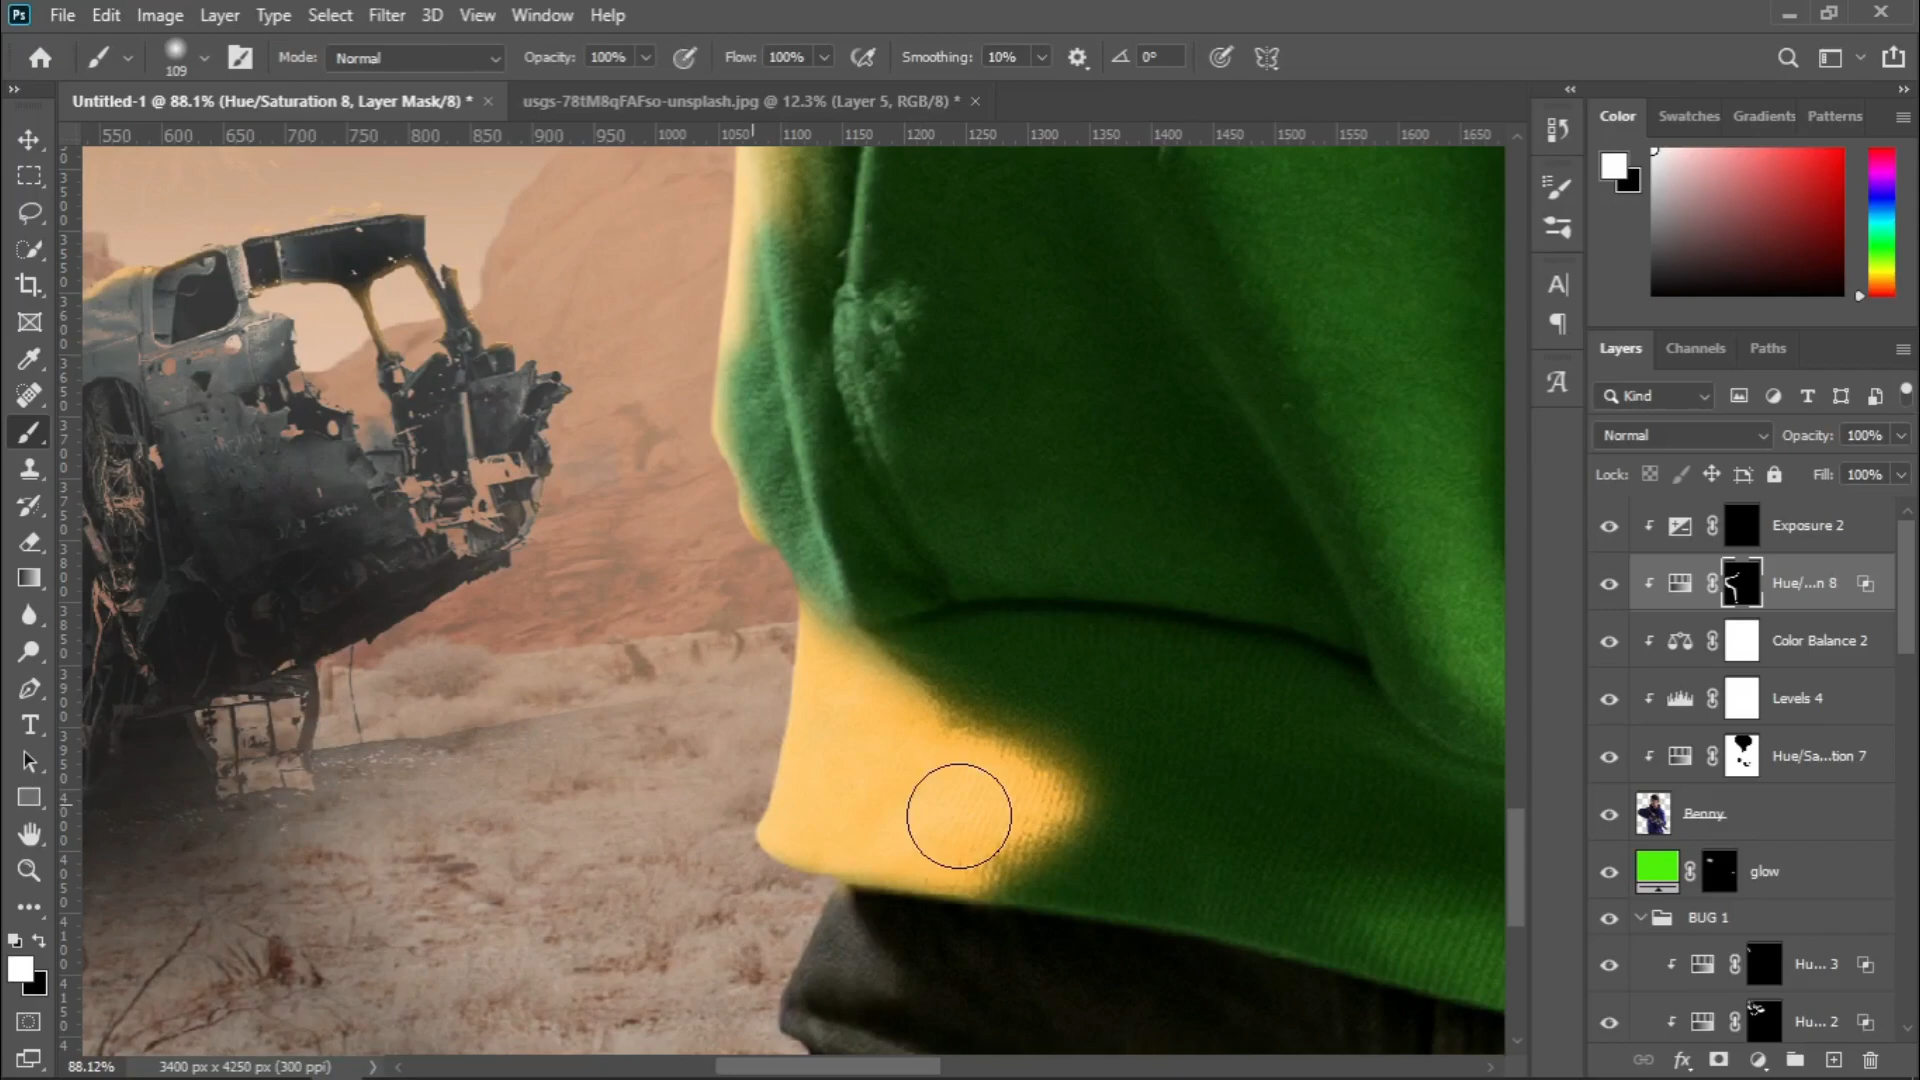 Ps File Edit Image Layer Type Select Filter 3D View Window Help
109 Mode: Normal Opacity: 100% Flow: 100% Smoothing: 10% 0°
Untitled-1 @ 88.1% (Hue/Saturation 8, Layer Mask/8) * × usgs-78tM8qFAFso-unsplash.jpg @ 12.3% (Layer 5, RGB/8) * ×
550 600 650 700 750 800 850 900 950 1000 1050 1100 1150 1200 1250 1300 1350 1400 1450 1500 1550 1600 1650
Color Swatches Gradients Patterns
Layers Channels Paths
Kind
Normal Opacity: 100%
Lock: Fill: 100%
Exposure 2
Hue/...n 8
Color Balance 2
Levels 4
Hue/Sa...tion 7
Benny
glow
BUG 1
Hu... 3
Hu... 2
88.12% 3400 px x 4250 px (300 ppi)